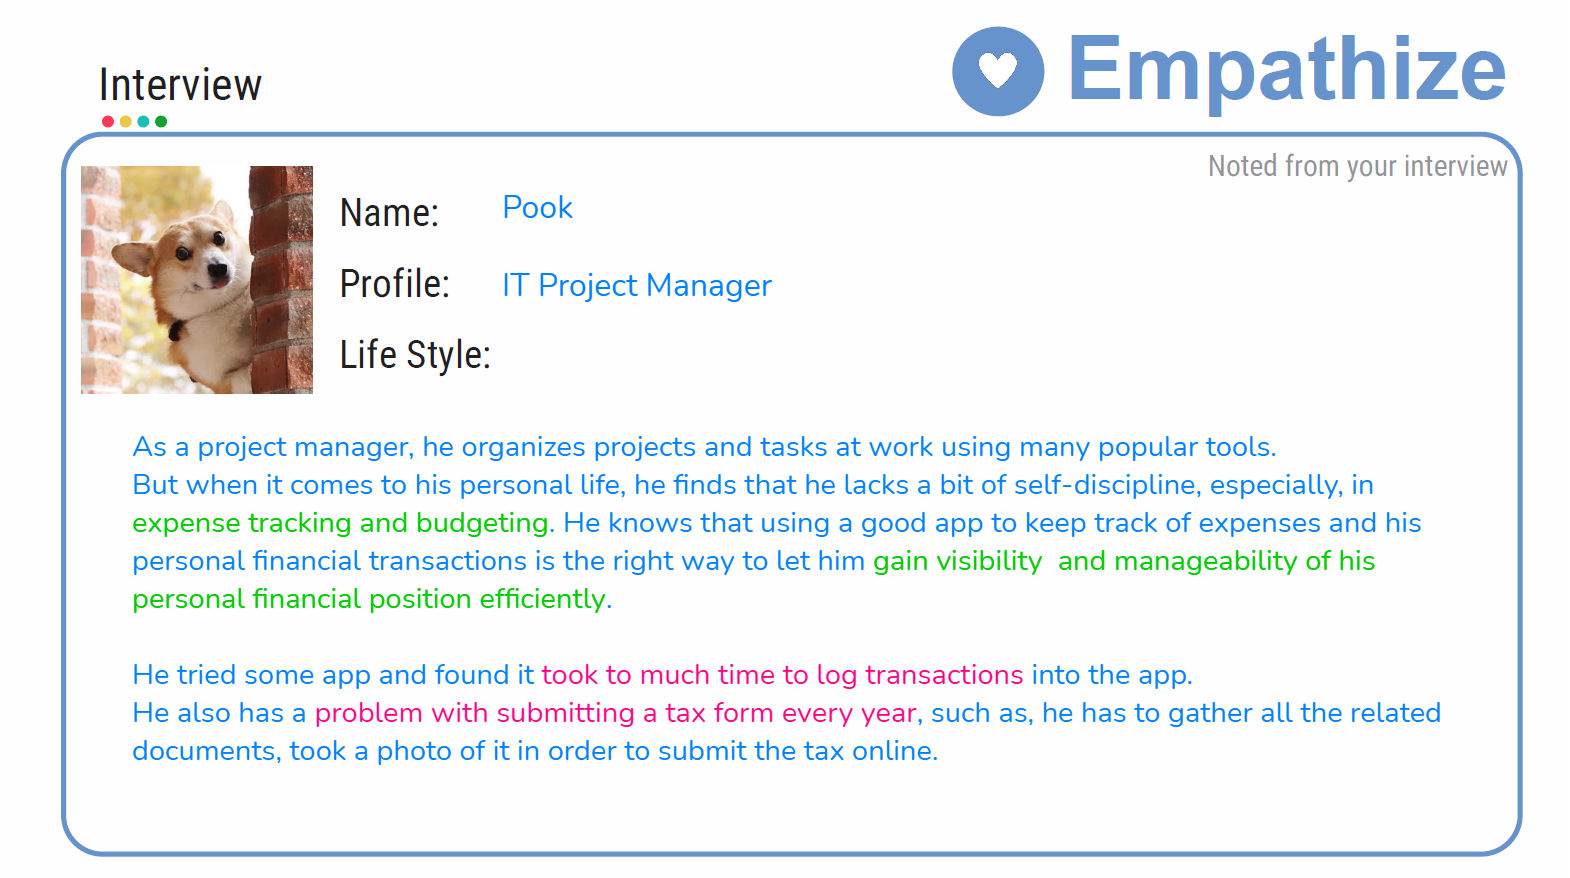 Interview
Empathize
Noted from your interview
Name: Pook
Profile: IT Project Manager
Life Style:
As a project manager, he organizes projects and tasks at work using many popular tools.
But when it comes to his personal life, he finds that he lacks a bit of self-discipline, especially, in
expense tracking and budgeting. He knows that using a good app to keep track of expenses and his
personal financial transactions is the right way to let him gain visibility  and manageability of his
personal financial position efficiently.
He tried some app and found it took to much time to log transactions into the app.
He also has a problem with submitting a tax form every year, such as, he has to gather all the related
documents, took a photo of it in order to submit the tax online.